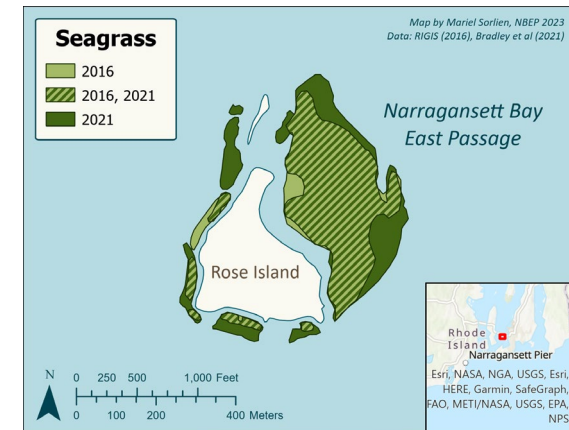 Seagrass
2016
2016, 2021
2021
Map by Mariel Sorlien, NBEP 2023
Data: RIGIS (2016), Bradley et al (2021)
Narragansett Bay
East Passage
Rose Island
N
0 250 500 1,000 Feet
0 100 200 400 Meters
Rhode
Island
Narragansett Pier
Esri, NASA, NGA, USGS, Esri,
HERE, Garmin, SafeGraph,
FAO, METI/NASA, USGS, EPA,
NPS